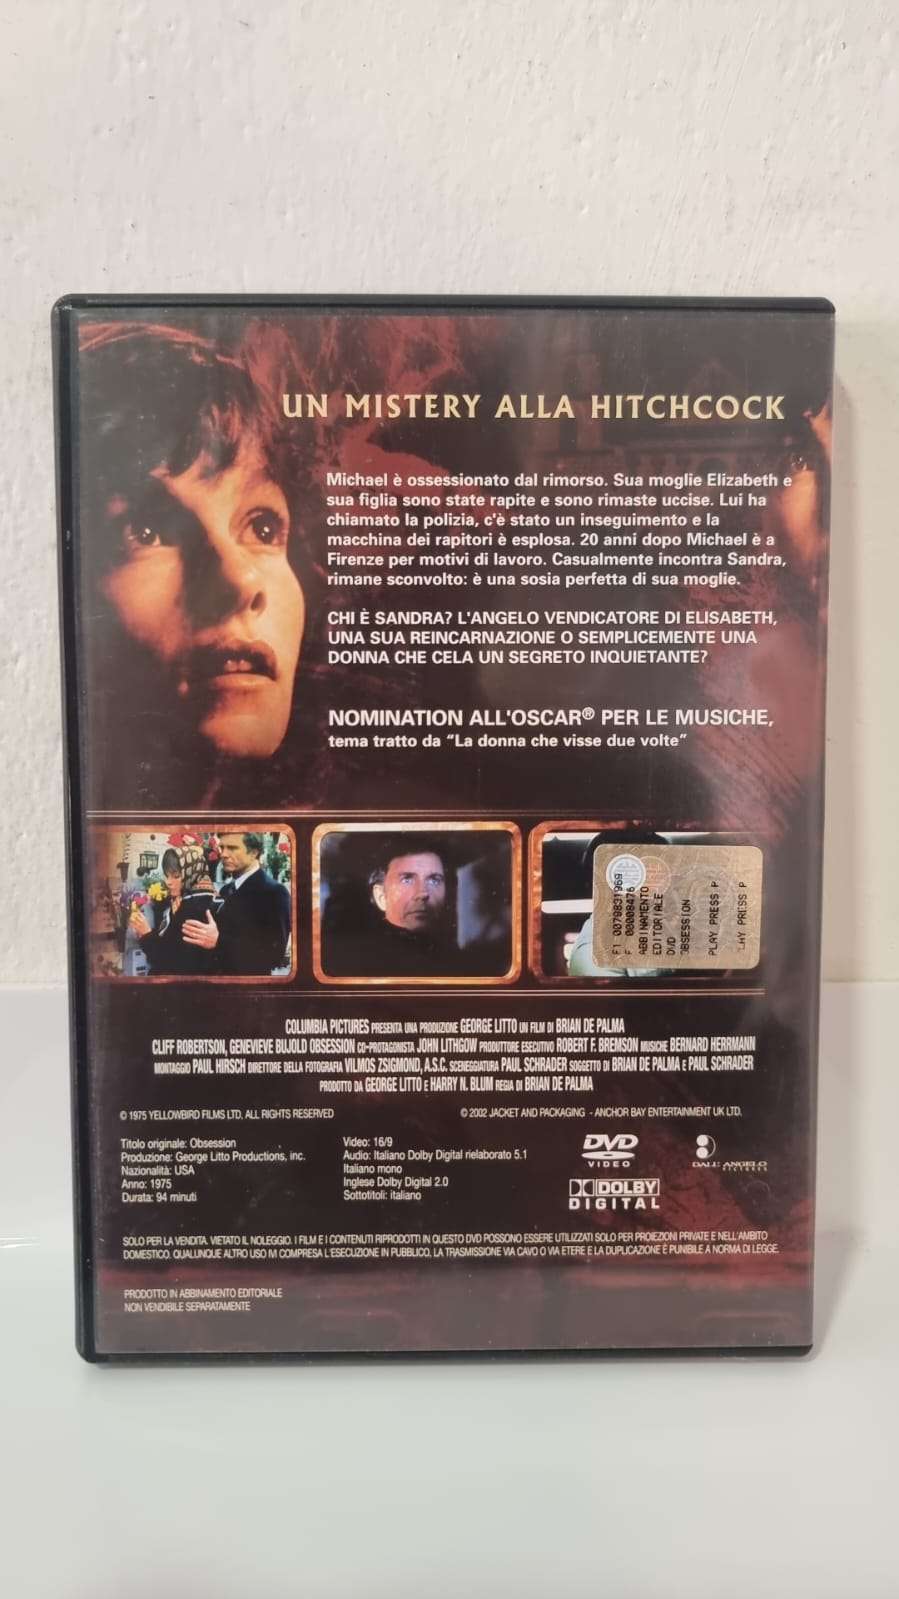 UN MISTERY ALLA HITCHCOCK
Michael è ossessionato dal rimorso. Sua moglie Elizabeth e
sua figlia sono state rapite e sono rimaste uccise. Lui ha
chiamato la polizia, c'è stato un inseguimento e la
macchina dei rapitori è esplosa. 20 anni dopo Michael è a
Firenze per motivi di lavoro. Casualmente incontra Sandra,
rimane sconvolto: è una sosia perfetta di sua moglie.
CHI È SANDRA? L'ANGELO VENDICATORE DI ELISABETH,
UNA SUA REINCARNAZIONE O SEMPLICEMENTE UNA
DONNA CHE CELA UN SEGRETO INQUIETANTE?
NOMINATION ALL'OSCAR® PER LE MUSICHE,
tema tratto da "La donna che visse due volte"
F1 0079831969
F 00008476
ABBINAMENTO
EDITORIALE
DVD
OBSESSION
PLAY PRESS P
LAY PRESS P
COLUMBIA PICTURES PRESENTA UNA PRODUZIONE GEORGE LITTO UN FILM DI BRIAN DE PALMA
CLIFF ROBERTSON, GENEVIEVE BUJOLD OBSESSION CO-PROTAGONISTA JOHN LITHGOW PRODUTTORE ESECUTIVO ROBERT F. BREMSON MUSICHE BERNARD HERRMANN
MONTAGGIO PAUL HIRSCH DIRETTORE DELLA FOTOGRAFIA VILMOS ZSIGMOND, A.S.C. SCENEGGIATURA PAUL SCHRADER SOGGETTO DI BRIAN DE PALMA E PAUL SCHRADER
PRODOTTO DA GEORGE LITTO E HARRY N. BLUM REGIA DI BRIAN DE PALMA
© 1975 YELLOWBIRD FILMS LTD. ALL RIGHTS RESERVED
© 2002 JACKET AND PACKAGING - ANCHOR BAY ENTERTAINMENT UK LTD.
Titolo originale: Obsession
Produzione: George Litto Productions, inc.
Nazionalità: USA
Anno: 1975
Durata: 94 minuti
Video: 16/9
Audio: Italiano Dolby Digital rielaborato 5.1
Italiano mono
Inglese Dolby Digital 2.0
Sottotitoli: italiano
DVD
VIDEO
DOLBY
DIGITAL
DALL'ANGELO
PICTURES
SOLO PER LA VENDITA. VIETATO IL NOLEGGIO. I FILM E I CONTENUTI RIPRODOTTI IN QUESTO DVD POSSONO ESSERE UTILIZZATI SOLO PER PROIEZIONI PRIVATE E NELL'AMBITO
DOMESTICO. QUALUNQUE ALTRO USO IVI COMPRESA L'ESECUZIONE IN PUBBLICO, LA TRASMISSIONE VIA CAVO O VIA ETERE E LA DUPLICAZIONE È PUNIBILE A NORMA DI LEGGE.
PRODOTTO IN ABBINAMENTO EDITORIALE
NON VENDIBILE SEPARATAMENTE